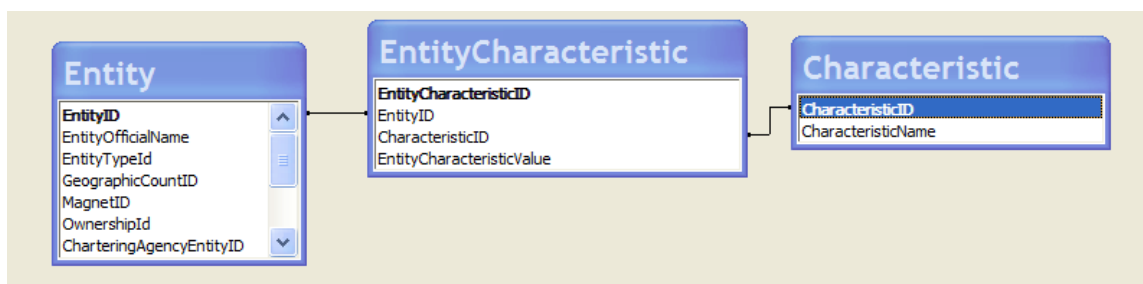 Entity
EntityID
EntityOfficialName
EntityTypeId
GeographicCountID
MagnetID
OwnershipId
CharteringAgencyEntityID
EntityCharacteristic
EntityCharacteristicID
EntityID
CharacteristicID
EntityCharacteristicValue
Characteristic
CharacteristicID
CharacteristicName